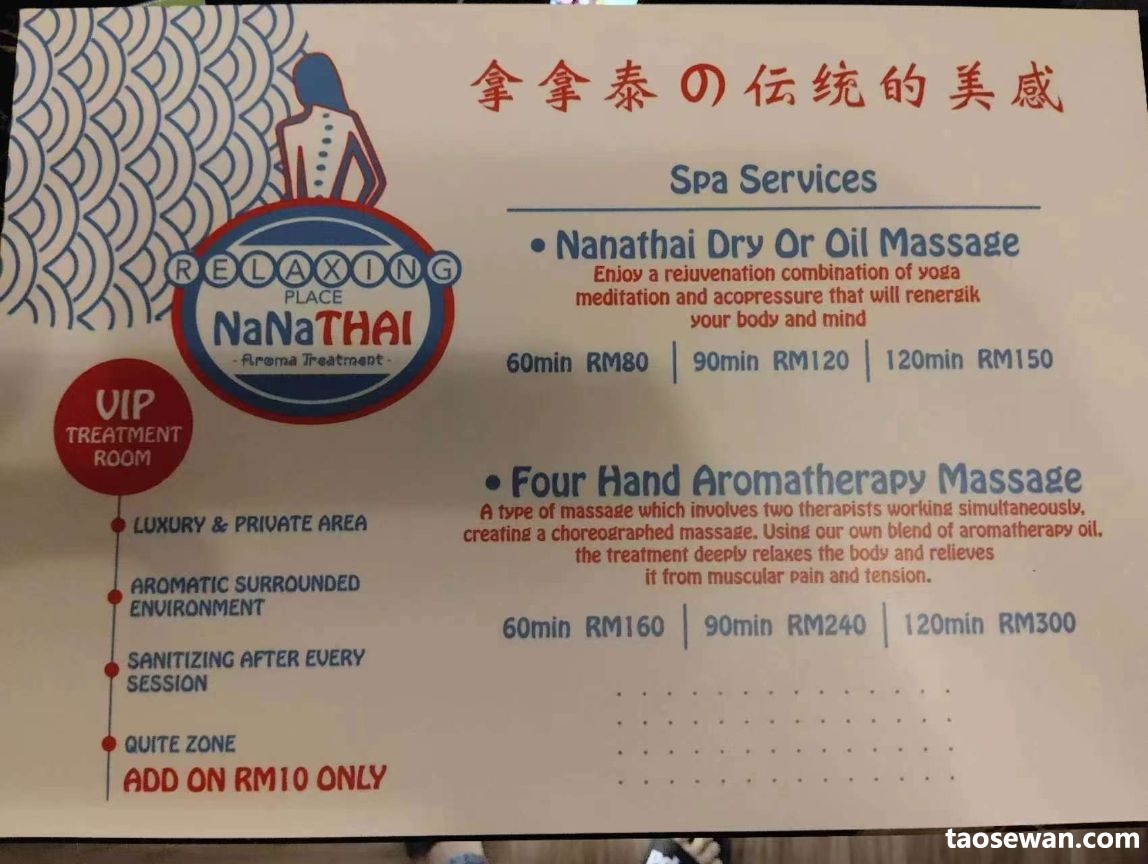 拿拿泰の伝统的美感
RELAXING
PLACE
NaNaTHAI
- Aroma Treatment -
VIP
TREATMENT
ROOM
LUXURY & PRIVATE AREA
AROMATIC SURROUNDED
ENVIRONMENT
SANITIZING AFTER EVERY
SESSION
QUITE ZONE
ADD ON RM10 ONLY
Spa Services
• Nanathai Dry Or Oil Massage
Enjoy a rejuvenation combination of yoga
meditation and acopressure that will renergik
your body and mind
60min RM80 | 90min RM120 | 120min RM150
• Four Hand Aromatherapy Massage
A type of massage which involves two therapists working simultaneously,
creating a choreographed massage. Using our own blend of aromatherapy oil,
the treatment deeply relaxes the body and relieves
it from muscular pain and tension.
60min RM160 | 90min RM240 | 120min RM300
taosewan.com